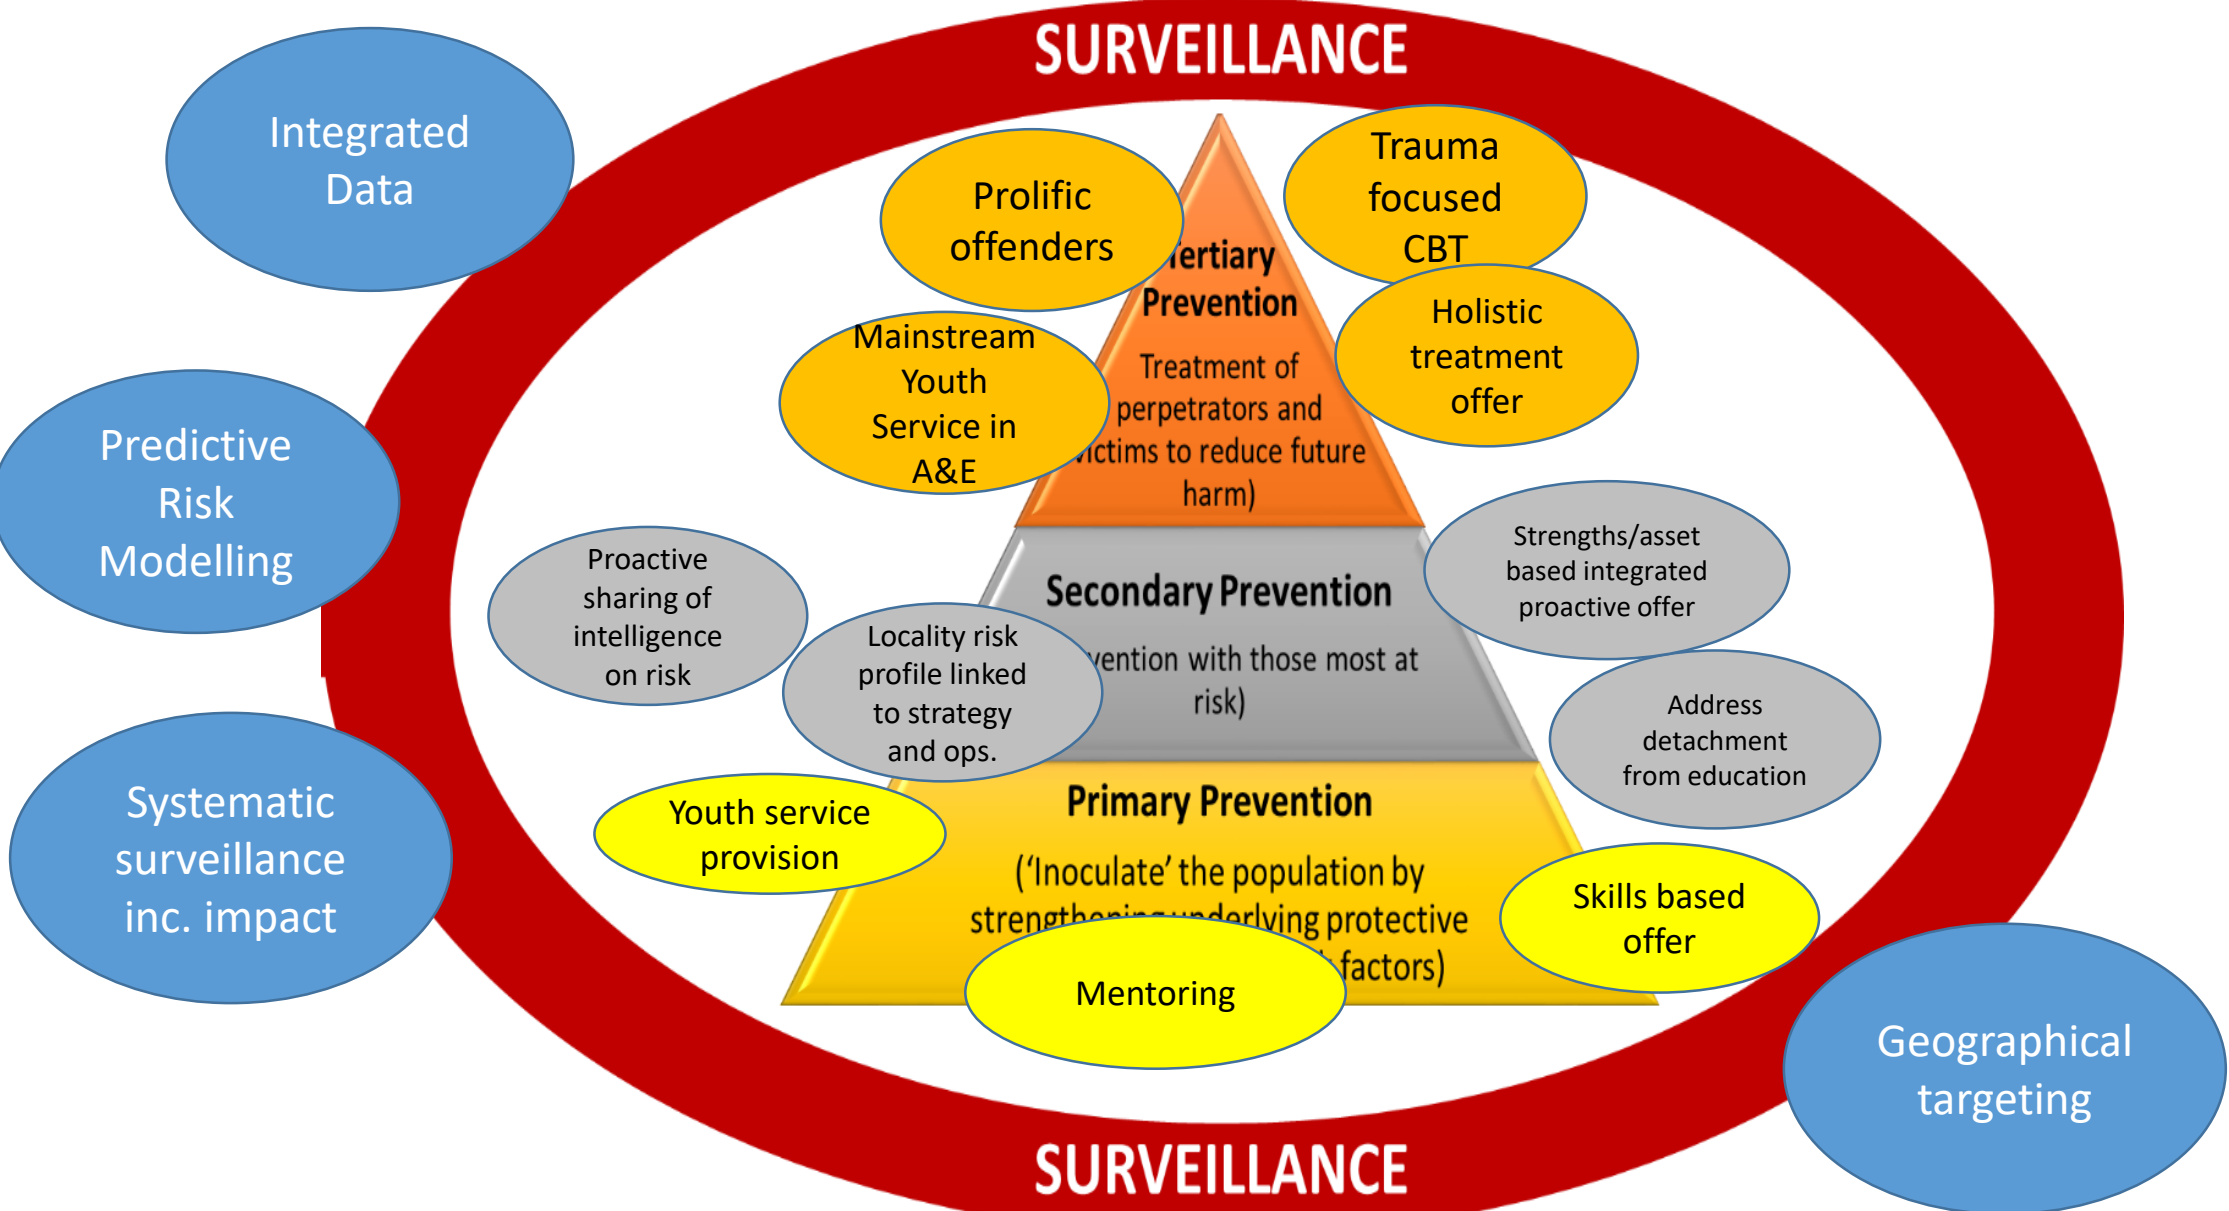 SURVEILLANCE
Integrated
Data
Prolific
offenders
Trauma
focused
CBT
Tertiary
Prevention
Treatment of
perpetrators and
victims to reduce future
harm)
Mainstream
Youth
Service in
A&E
Holistic
treatment
offer
Predictive
Risk
Modelling
Proactive
sharing of
intelligence
on risk
Locality risk
profile linked
to strategy
and ops.
Secondary Prevention
with those most at
risk)
Strengths/asset
based integrated
proactive offer
Address
detachment
from education
Systematic
surveillance
inc. impact
Youth service
provision
Primary Prevention
('Inoculate' the population by
strengthening underlying protective
factors)
Mentoring
Skills based
offer
Geographical
targeting
SURVEILLANCE